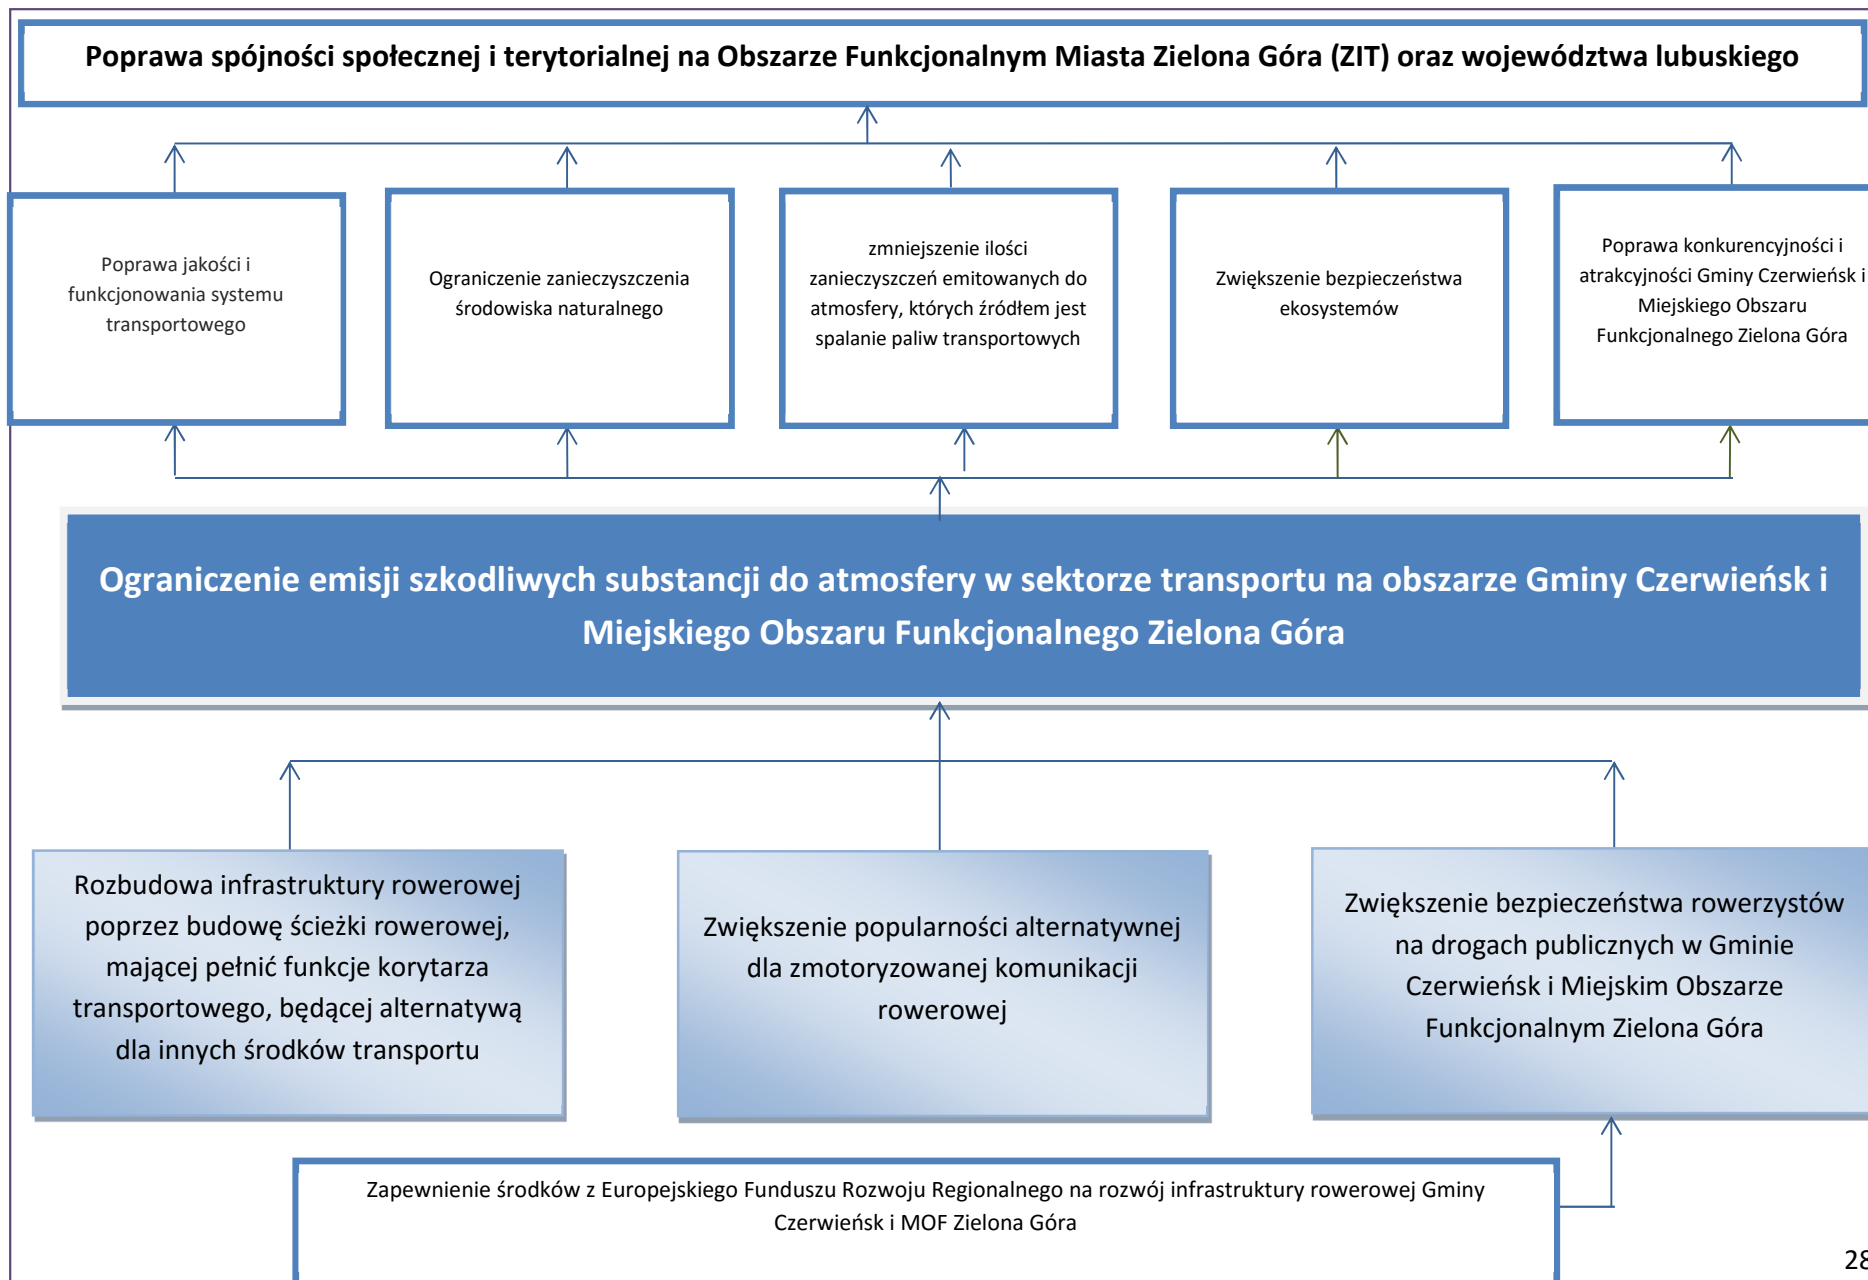 Poprawa spójności społecznej i terytorialnej na Obszarze Funkcjonalnym Miasta Zielona Góra (ZIT) oraz województwa lubuskiego
Poprawa jakości i
funkcjonowania systemu
transportowego
Ograniczenie zanieczyszczenia
środowiska naturalnego
zmniejszenie ilości
zanieczyszczeń emitowanych do
atmosfery, których źródłem jest
spalanie paliw transportowych
Zwiększenie bezpieczeństwa
ekosystemów
Poprawa konkurencyjności i
atrakcyjności Gminy Czerwieńsk i
Miejskiego Obszaru
Funkcjonalnego Zielona Góra
Ograniczenie emisji szkodliwych substancji do atmosfery w sektorze transportu na obszarze Gminy Czerwieńsk i
Miejskiego Obszaru Funkcjonalnego Zielona Góra
Rozbudowa infrastruktury rowerowej
poprzez budowę ścieżki rowerowej,
mającej pełnić funkcje korytarza
transportowego, będącej alternatywą
dla innych środków transportu
Zwiększenie popularności alternatywnej
dla zmotoryzowanej komunikacji
rowerowej
Zwiększenie bezpieczeństwa rowerzystów
na drogach publicznych w Gminie
Czerwieńsk i Miejskim Obszarze
Funkcjonalnym Zielona Góra
Zapewnienie środków z Europejskiego Funduszu Rozwoju Regionalnego na rozwój infrastruktury rowerowej Gminy
Czerwieńsk i MOF Zielona Góra
28